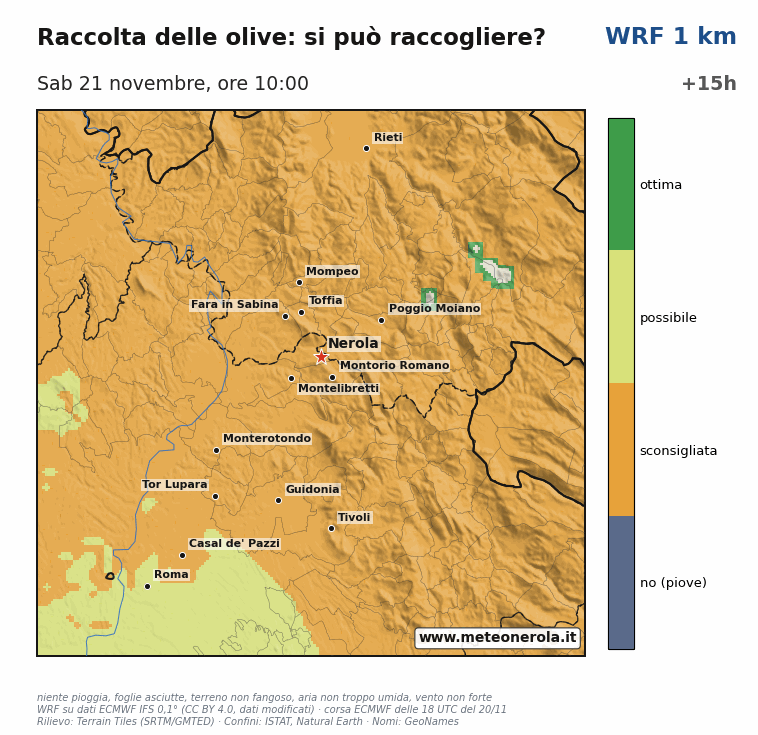 Raccolta delle olive: si può raccogliere?
WRF 1 km
Sab 21 novembre, ore 10:00
+15h
Rieti
ottima
Mompeo
Fara in Sabina
Toffia
Poggio Moiano
possibile
Nerola
Montorio Romano
Montelibretti
Monterotondo
sconsigliata
Tor Lupara
Guidonia
Tivoli
Casal de' Pazzi
Roma
no (piove)
www.meteonerola.it
niente pioggia, foglie asciutte, terreno non fangoso, aria non troppo umida, vento non forte
WRF su dati ECMWF IFS 0,1° (CC BY 4.0, dati modificati) · corsa ECMWF delle 18 UTC del 20/11
Rilievo: Terrain Tiles (SRTM/GMTED) · Confini: ISTAT, Natural Earth · Nomi: GeoNames